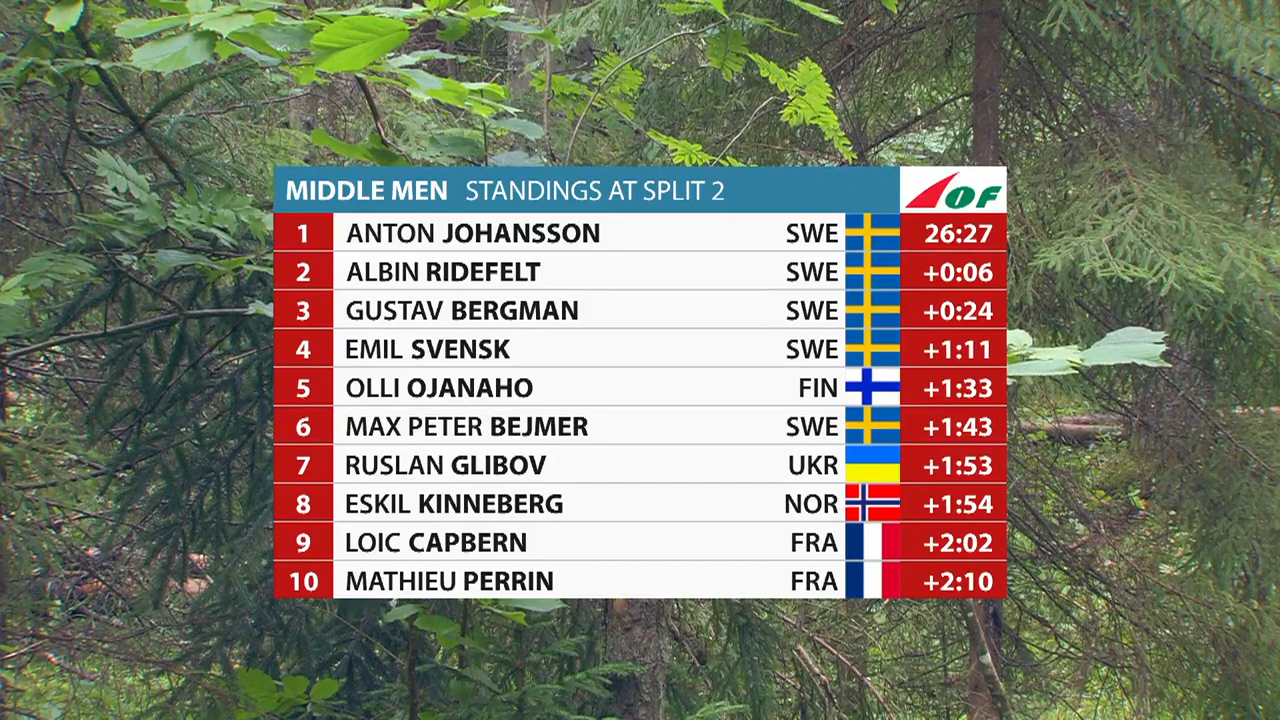 MIDDLE MEN STANDINGS AT SPLIT 2 IOF
1 ANTON JOHANSSON SWE 26:27
2 ALBIN RIDEFELT SWE +0:06
3 GUSTAV BERGMAN SWE +0:24
4 EMIL SVENSK SWE +1:11
5 OLLI OJANAHO FIN +1:33
6 MAX PETER BEJMER SWE +1:43
7 RUSLAN GLIBOV UKR +1:53
8 ESKIL KINNEBERG NOR +1:54
9 LOIC CAPBERN FRA +2:02
10 MATHIEU PERRIN FRA +2:10